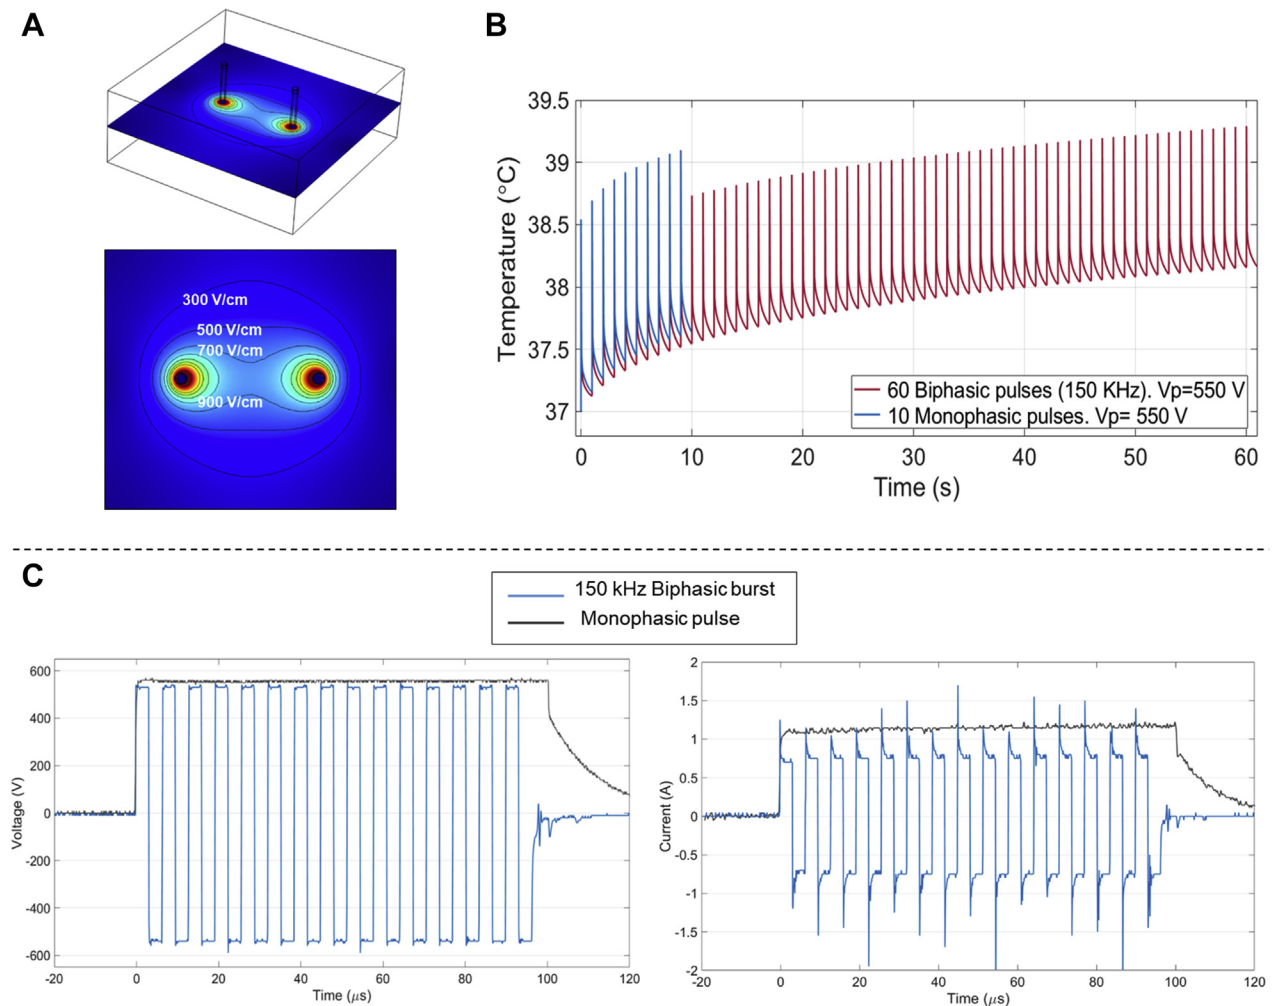 A
300 V/cm
500 V/cm
700 V/cm
900 V/cm
B
39.5
39
38.5
38
37.5
37
Temperature (°C)
60 Biphasic pulses (150 KHz). Vp=550 V
10 Monophasic pulses. Vp= 550 V
0 10 20 30 40 50 60
Time (s)
C
150 kHz Biphasic burst
Monophasic pulse
600
400
200
0
-200
-400
-600
Voltage (V)
-20 0 20 40 60 80 100 120
Time (μs)
2
1.5
1
0.5
0
-0.5
-1
-1.5
-2
Current (A)
-20 0 20 40 60 80 100 120
Time (μs)